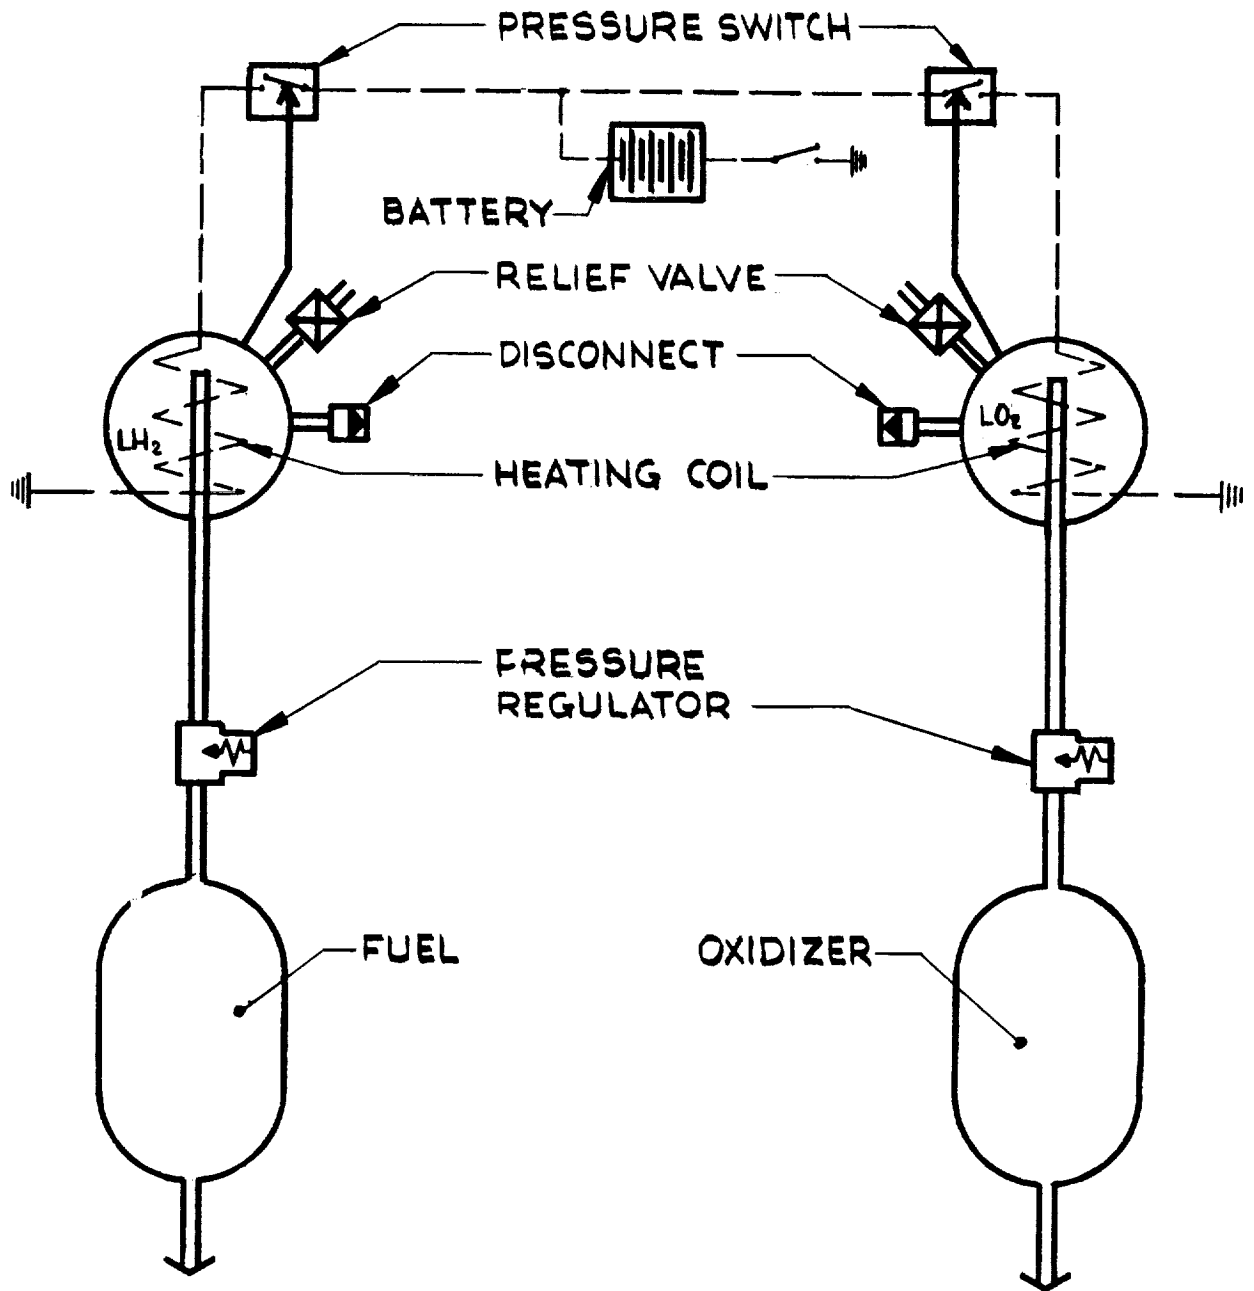 PRESSURE SWITCH
BATTERY
RELIEF VALVE
DISCONNECT
LH2
LO2
HEATING COIL
PRESSURE
REGULATOR
FUEL
OXIDIZER